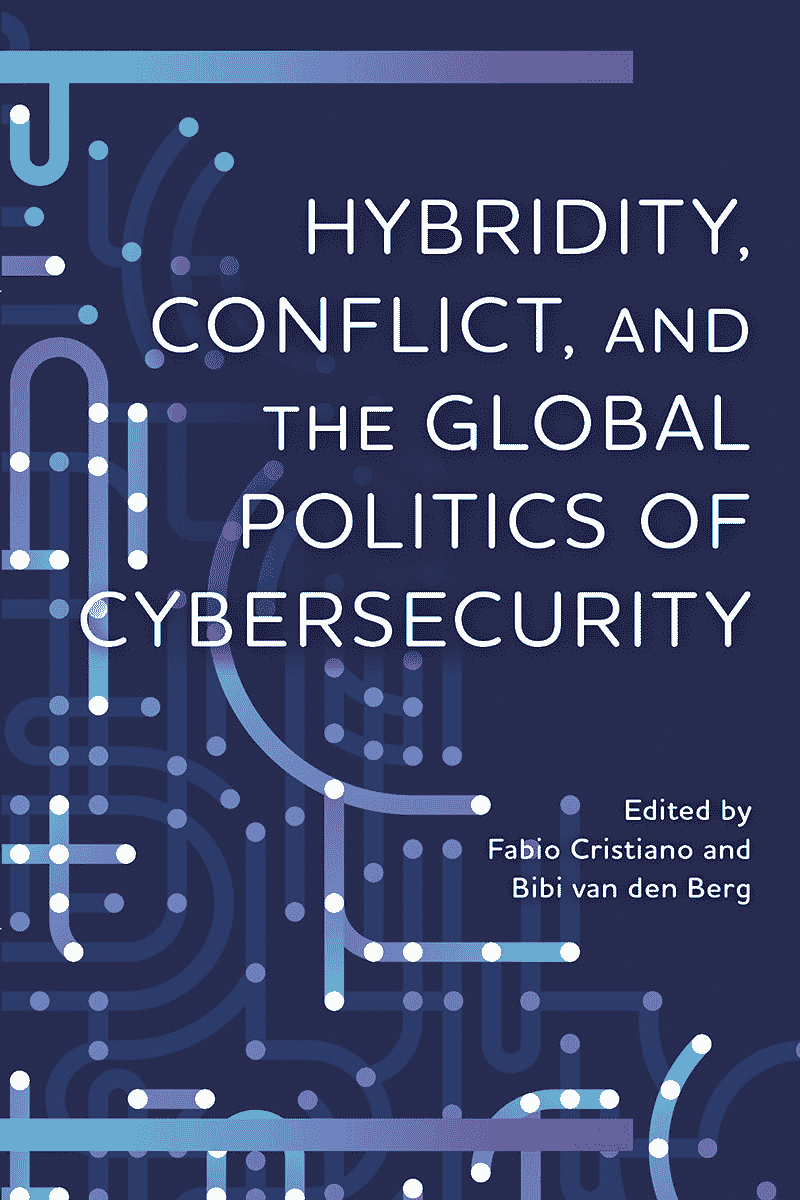 HYBRIDITY,
CONFLICT, AND
THE GLOBAL
POLITICS OF
CYBERSECURITY
Edited by
Fabio Cristiano and
Bibi van den Berg